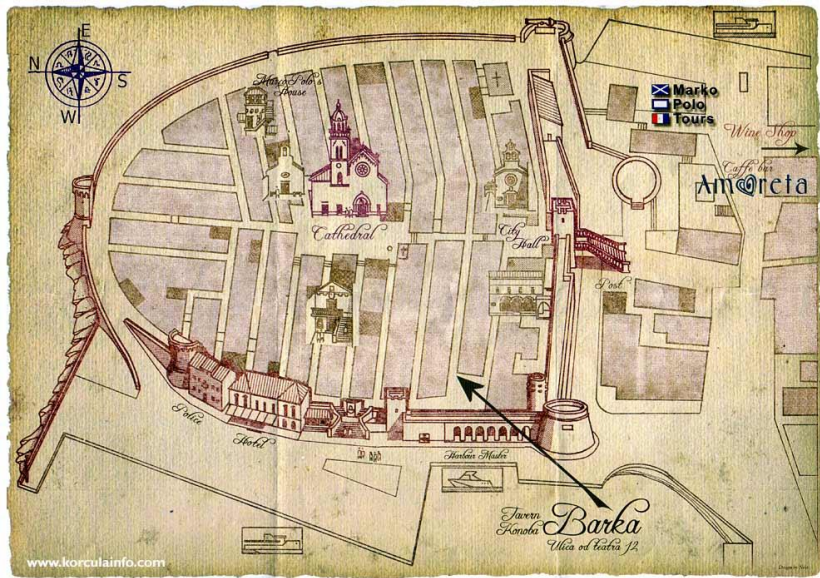 E
N
S
W
Marco Polo's
House
Marko
Polo
Tours
Wine Shop
Caffe bar
Amoreta
Cathedral
City
Hall
Post
Police
Hotel
Harbour Master
Tavern
Konoba
Barka
Ulica od teatra 12
www.korculainfo.com